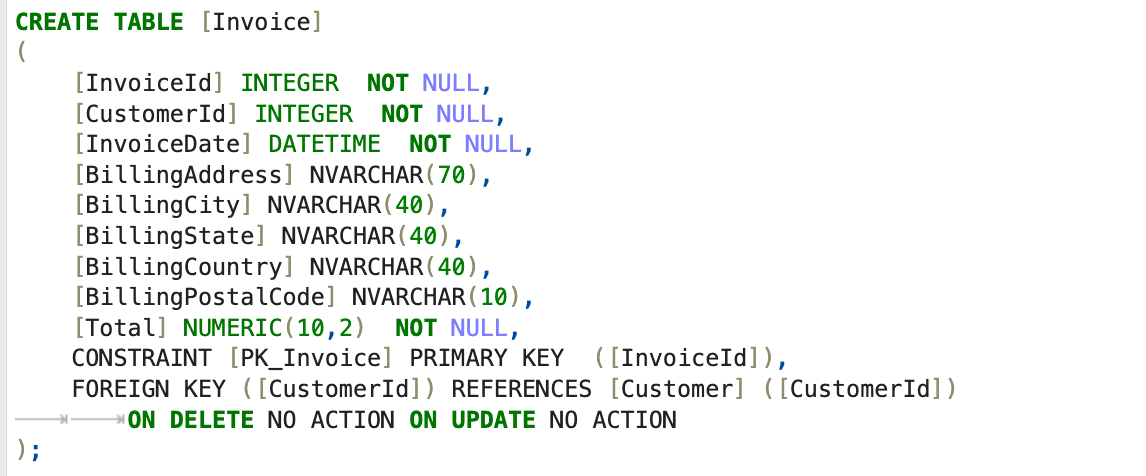 CREATE TABLE [Invoice]
(
    [InvoiceId] INTEGER  NOT NULL,
    [CustomerId] INTEGER  NOT NULL,
    [InvoiceDate] DATETIME  NOT NULL,
    [BillingAddress] NVARCHAR(70),
    [BillingCity] NVARCHAR(40),
    [BillingState] NVARCHAR(40),
    [BillingCountry] NVARCHAR(40),
    [BillingPostalCode] NVARCHAR(10),
    [Total] NUMERIC(10,2)  NOT NULL,
    CONSTRAINT [PK_Invoice] PRIMARY KEY  ([InvoiceId]),
    FOREIGN KEY ([CustomerId]) REFERENCES [Customer] ([CustomerId])
		ON DELETE NO ACTION ON UPDATE NO ACTION
);